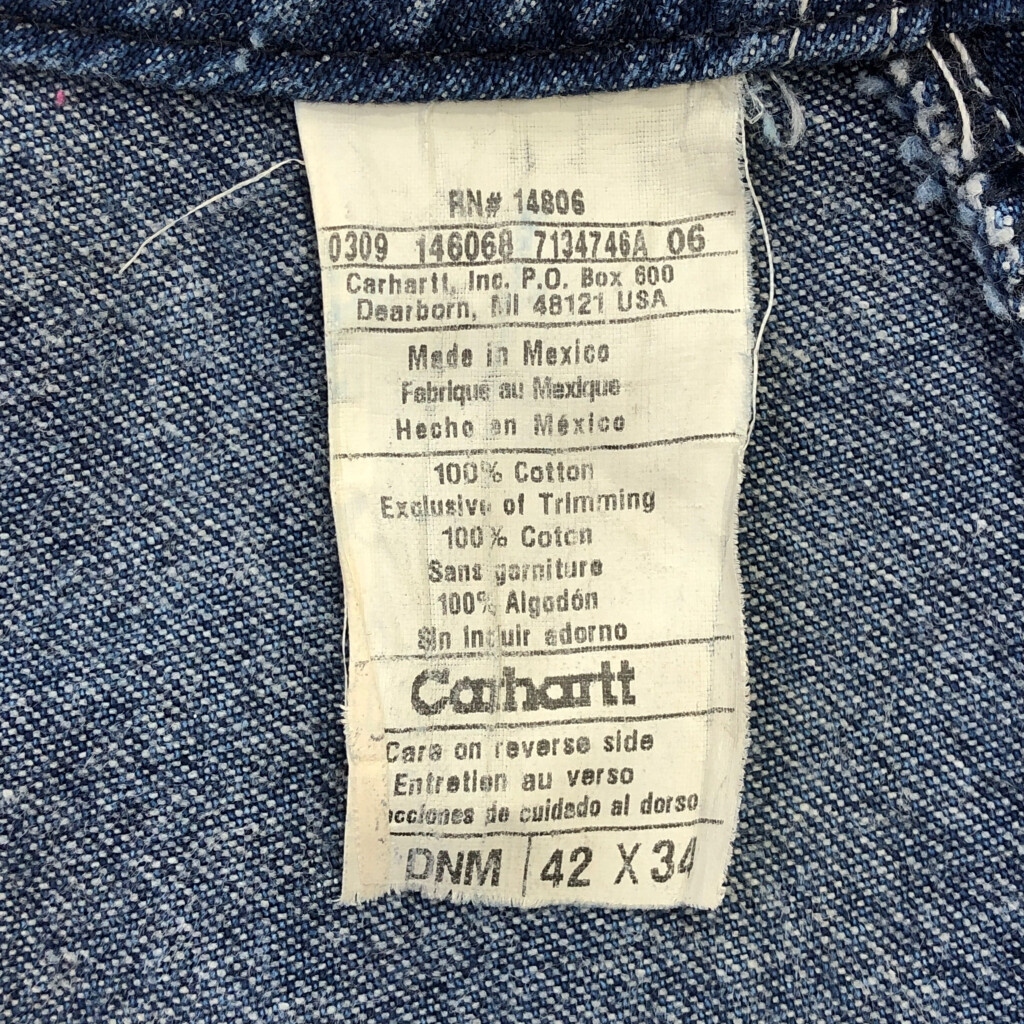 RN# 14806
0309 146068 7134746A 06
Carhartt, Inc. P.O. Box 600
Dearborn, MI 48121 USA
Made in Mexico
Fabrique au Mexique
Hecho en México
100% Cotton
Exclusive of Trimming
100% Coton
Sans garniture
100% Algodón
Sin incluir adorno
Carhartt
Care on reverse side
Entretien au verso
de cuidado al dorso
DNM 42 X 34